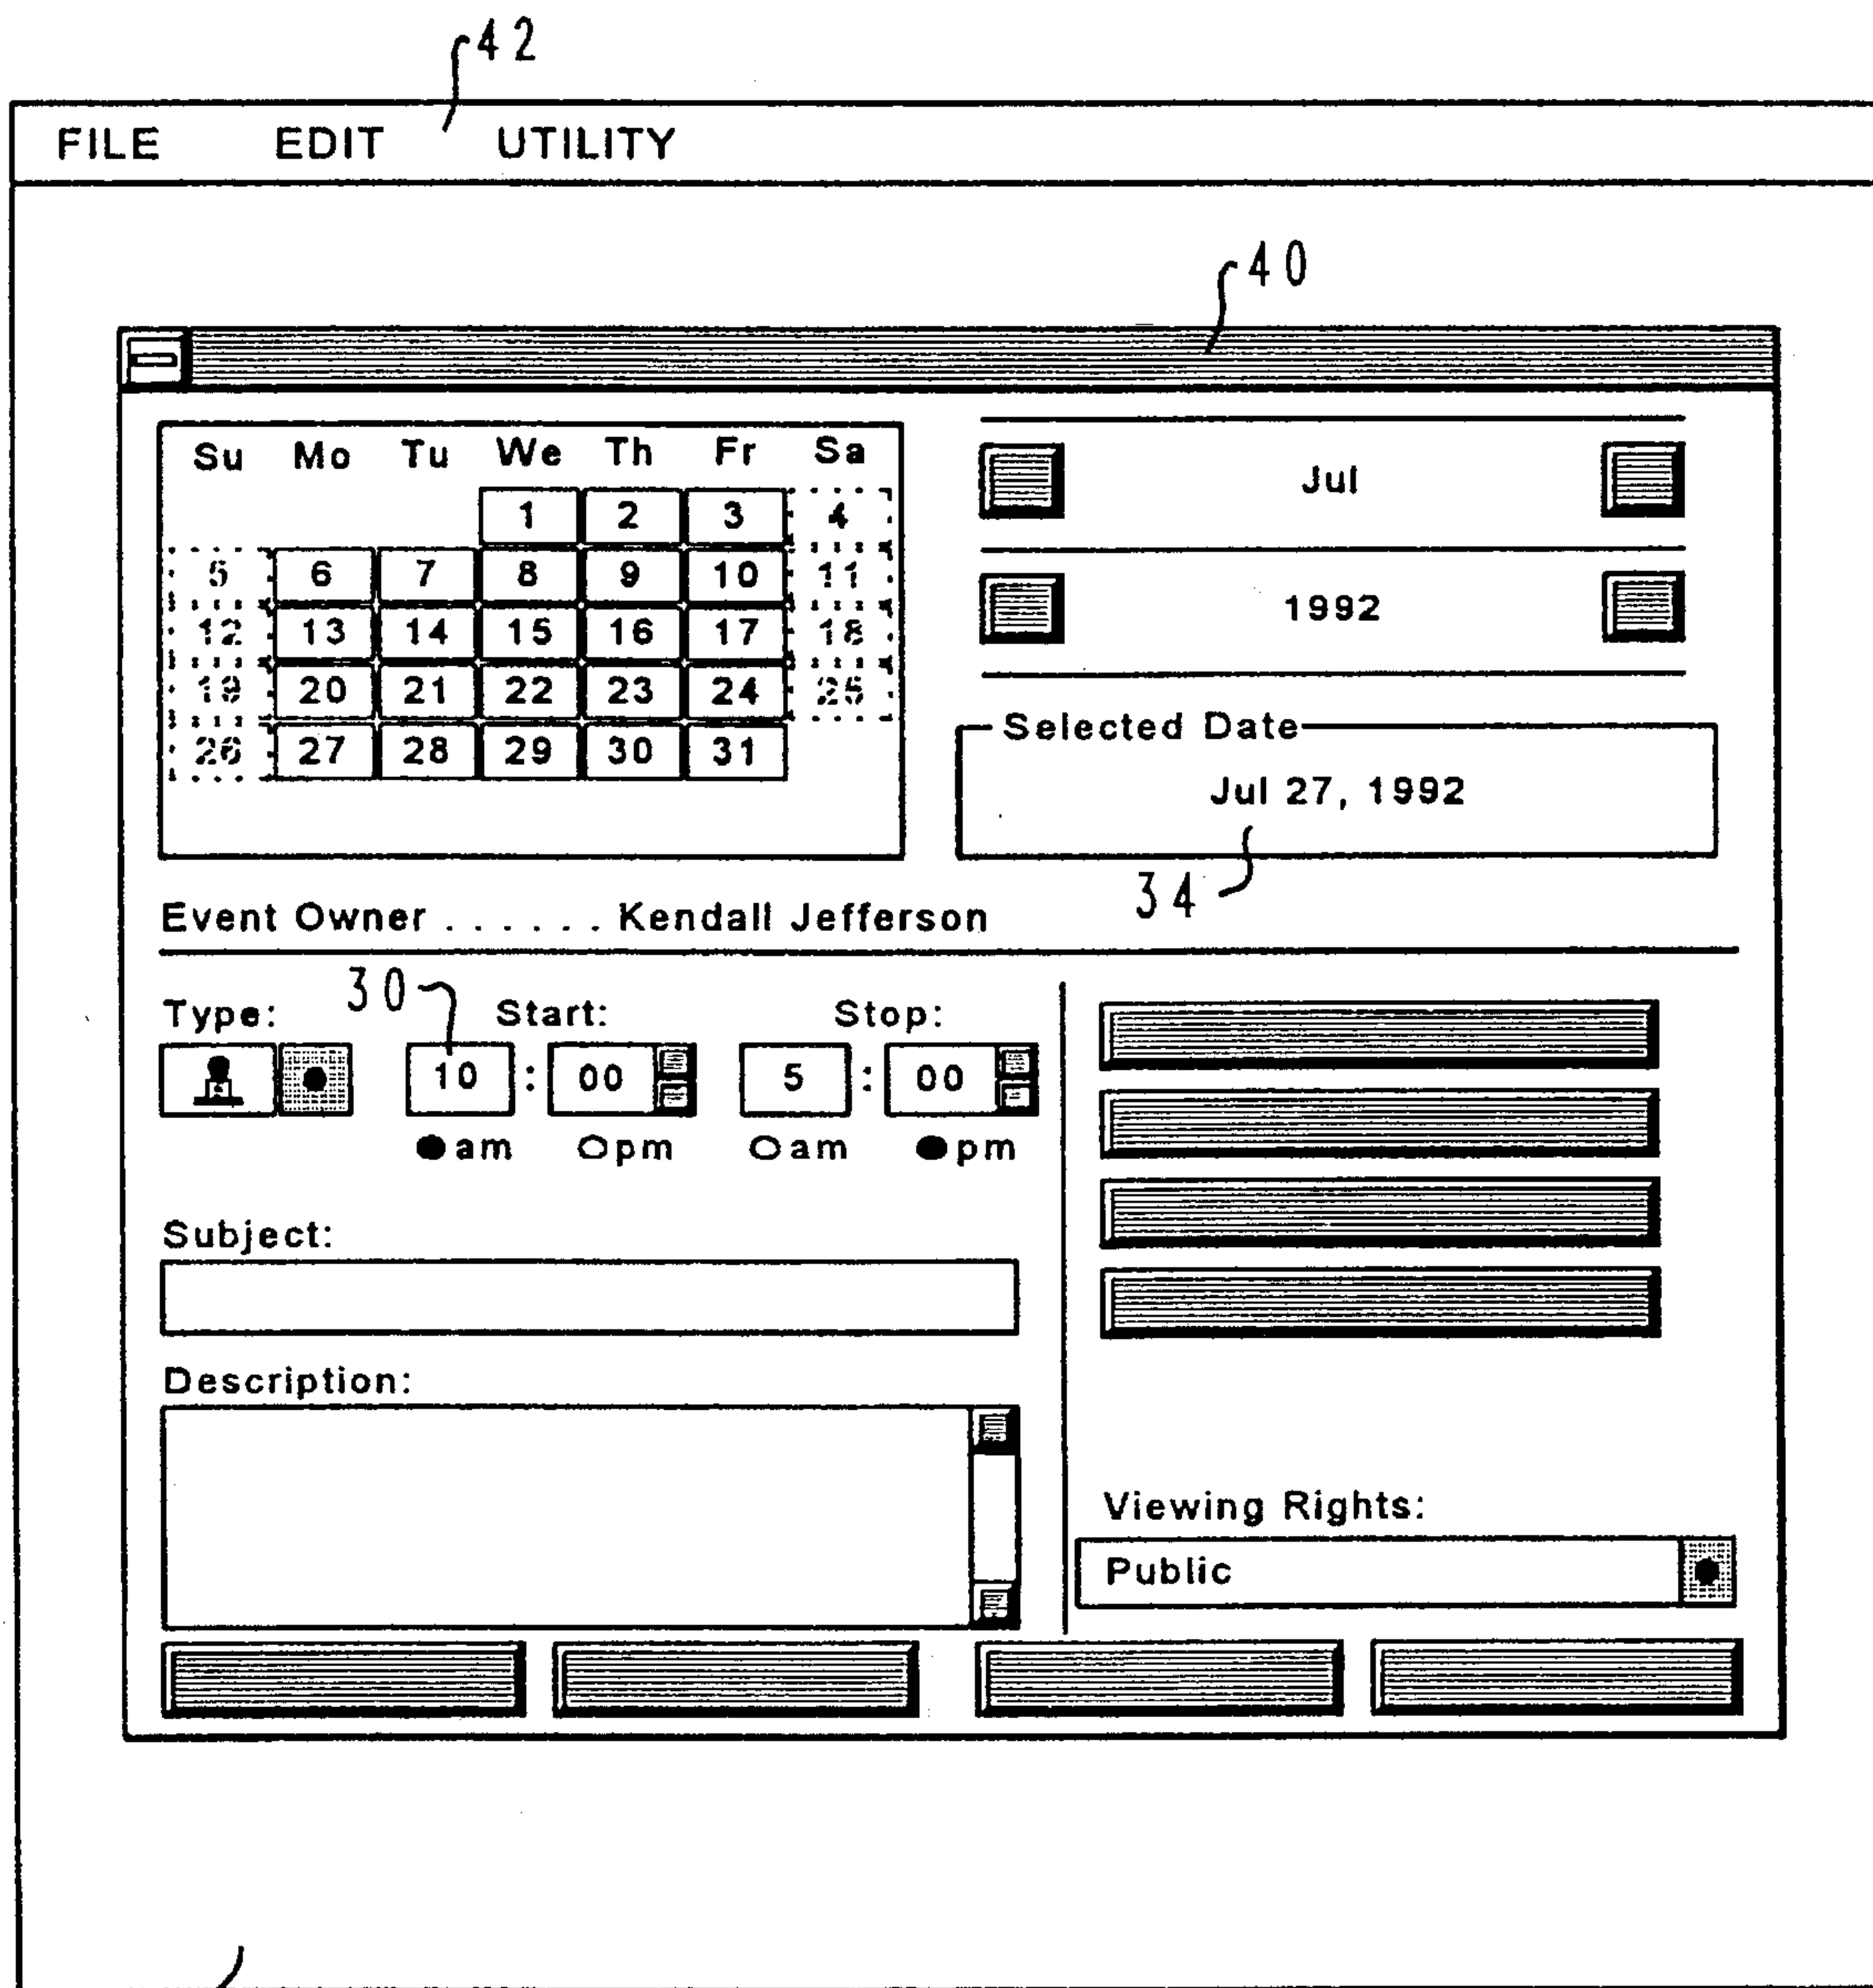 42
FILE EDIT UTILITY
40
Su Mo Tu We Th Fr Sa
1 2 3 4
5 6 7 8 9 10 11
12 13 14 15 16 17 18
19 20 21 22 23 24 25
26 27 28 29 30 31
Jul
1992
Selected Date
Jul 27, 1992
34
Event Owner ...... Kendall Jefferson
30
Type: Start: Stop:
10 : 00 5 : 00
am pm am pm
Subject:
Description:
Viewing Rights:
Public